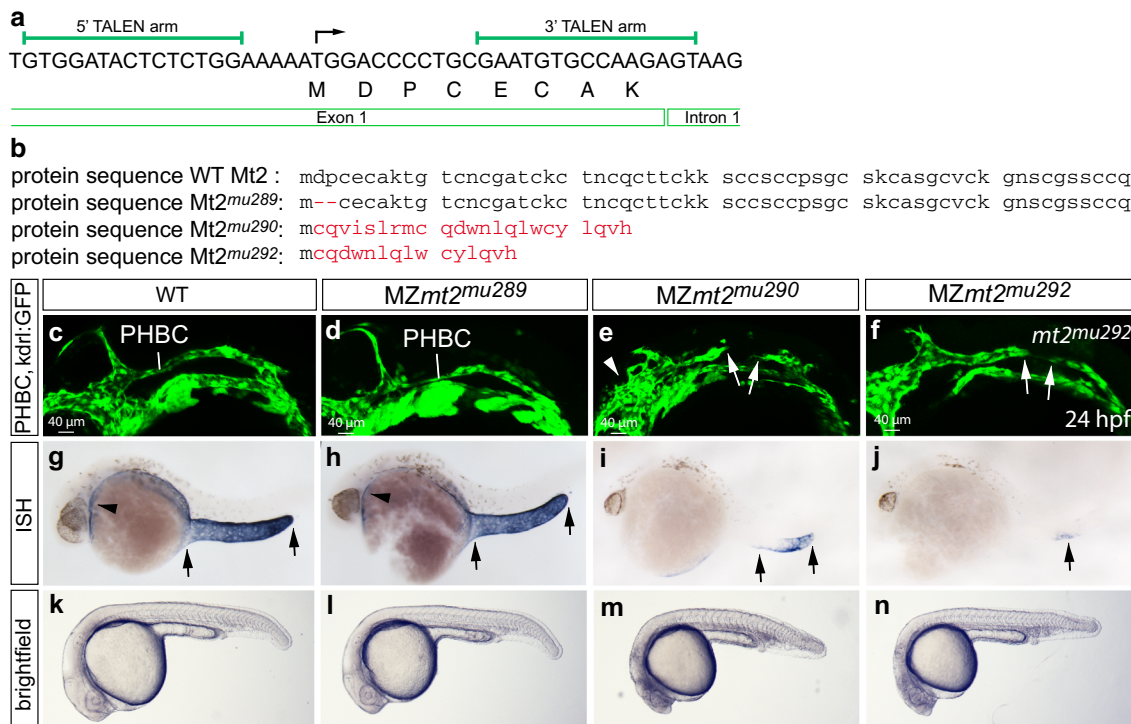 a
5’ TALEN arm 3’ TALEN arm
TGTGGATACTCTCTGGAAAAATGGACCCCTGCGAATGTGCCAAGAGTAAG
M D P C E C A K
Exon 1 Intron 1
b
protein sequence WT Mt2 : mdpcecaktg tcncgatckc tncqcttckk sccsccpsgc skcasgcvck gnscgssccq
protein sequence Mt2mu289: m--cecaktg tcncgatckc tncqcttckk sccsccpsgc skcasgcvck gnscgssccq
protein sequence Mt2mu290: mcqvislrmc qdwnlqlwcy lqvh
protein sequence Mt2mu292: mcqdwnlqlw cylqvh
WT MZmt2mu289 MZmt2mu290 MZmt2mu292
PHBC, kdrl:GFP
c PHBC 40 µm
d PHBC 40 µm
e 40 µm
f mt2mu292 40 µm 24 hpf
ISH
g h i j
brightfield
k l m n